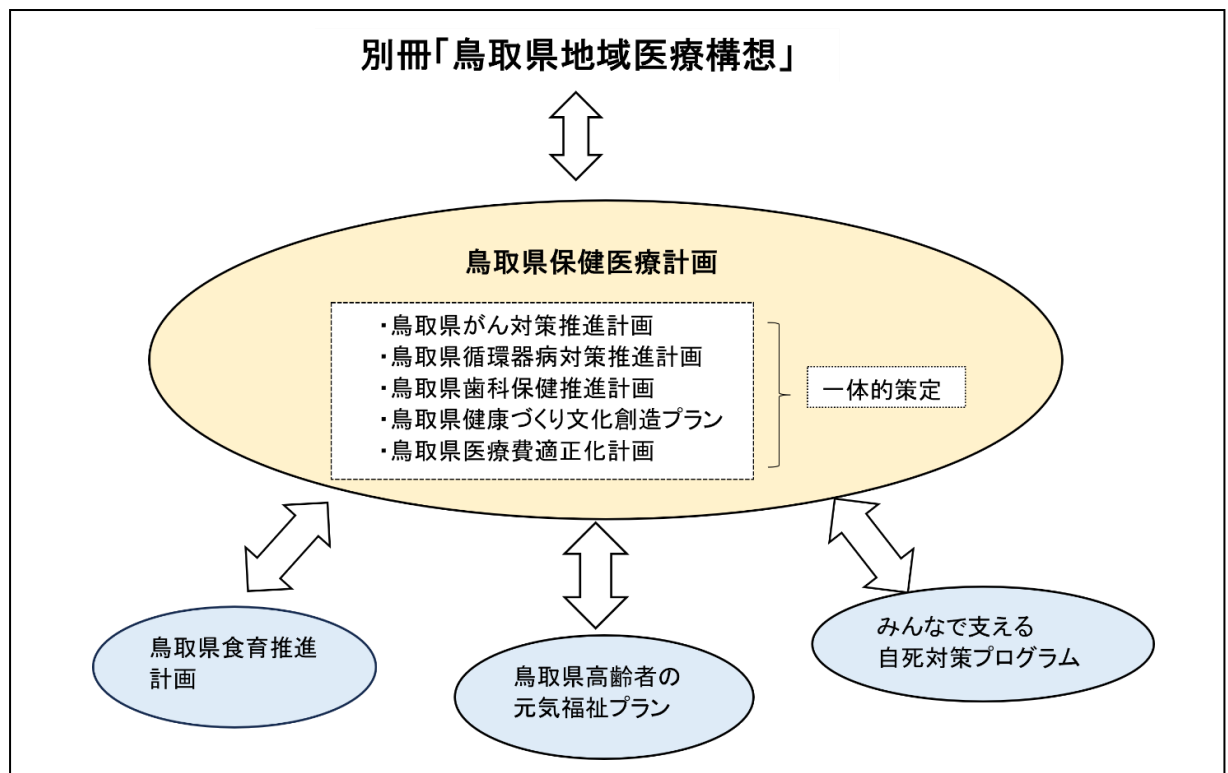 別冊「鳥取県地域医療構想」
鳥取県保健医療計画
・鳥取県がん対策推進計画
・鳥取県循環器病対策推進計画
・鳥取県歯科保健推進計画
・鳥取県健康づくり文化創造プラン
・鳥取県医療費適正化計画
一体的策定
鳥取県食育推進
計画
鳥取県高齢者の
元気福祉プラン
みんなで支える
自死対策プログラム